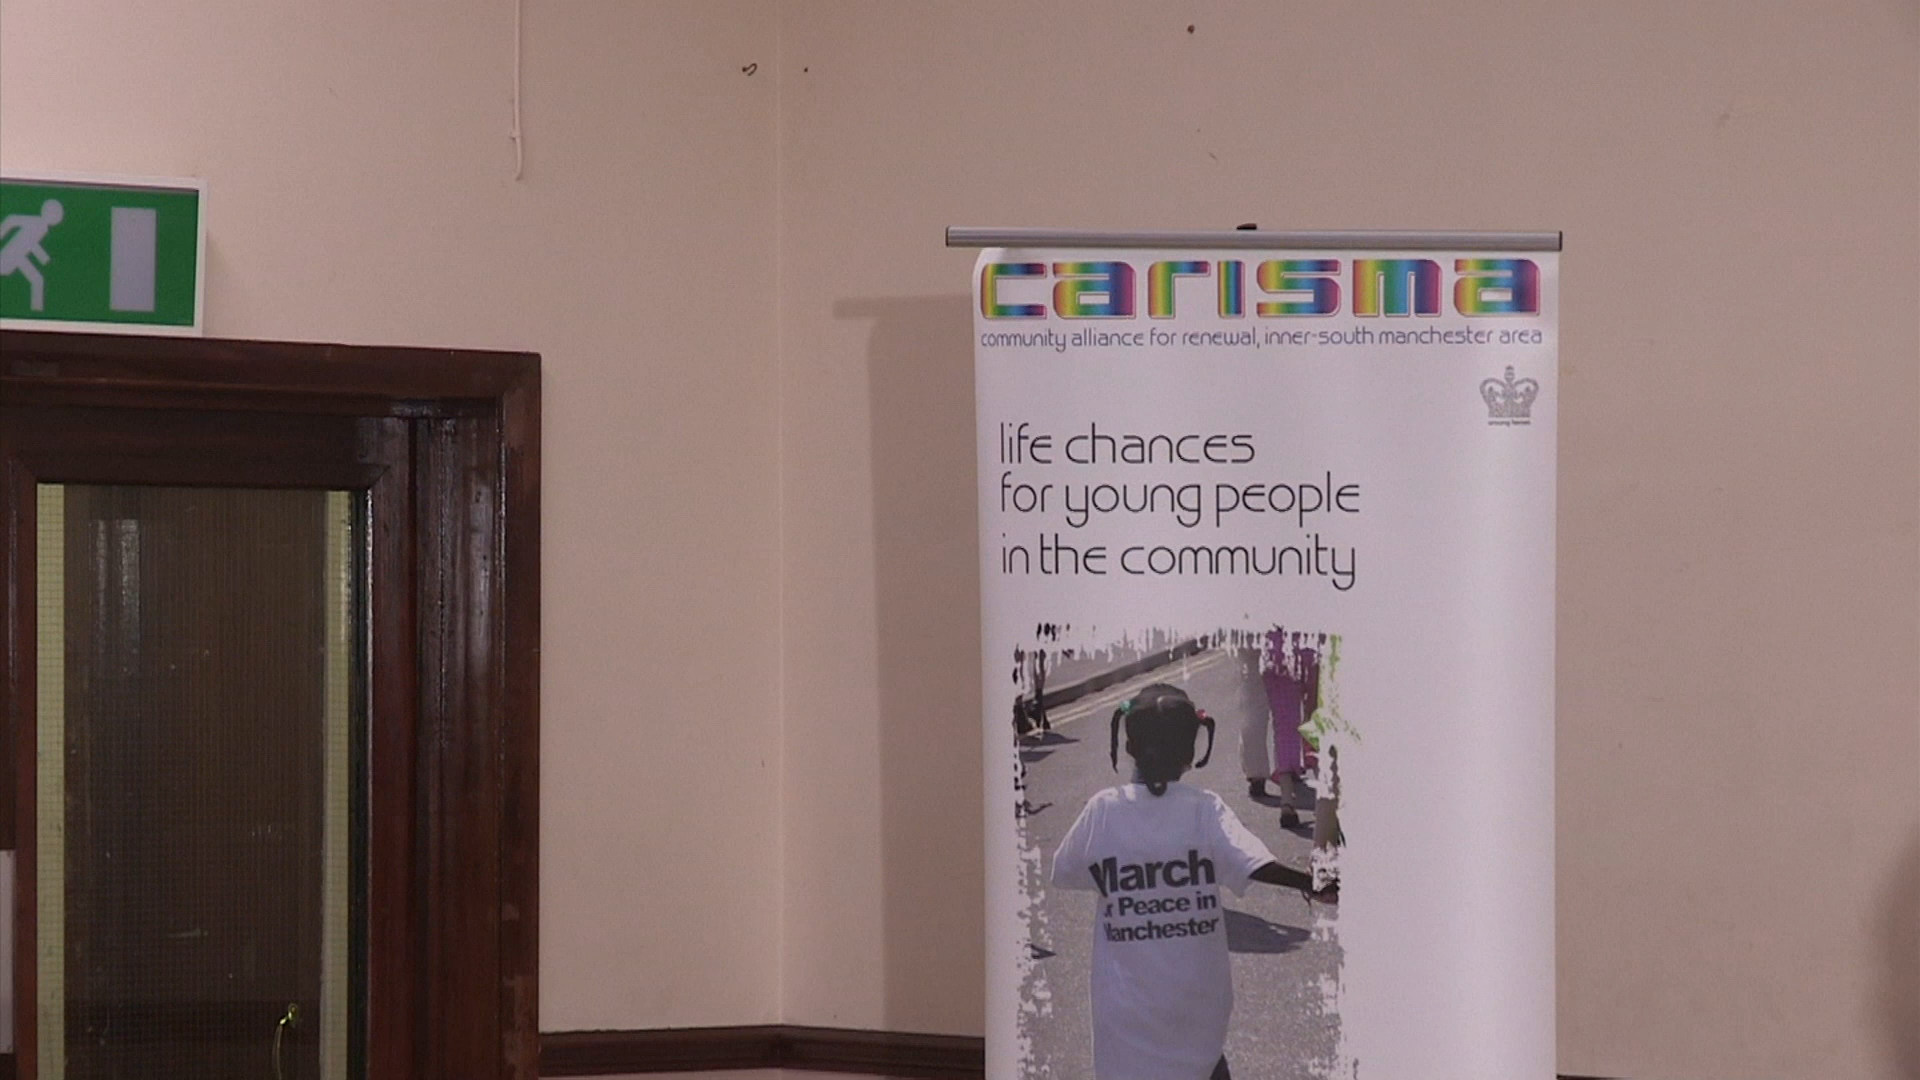 carisma
community alliance for renewal, inner-south manchester area
life chances
for young people
in the community
March
Peace in
Manchester